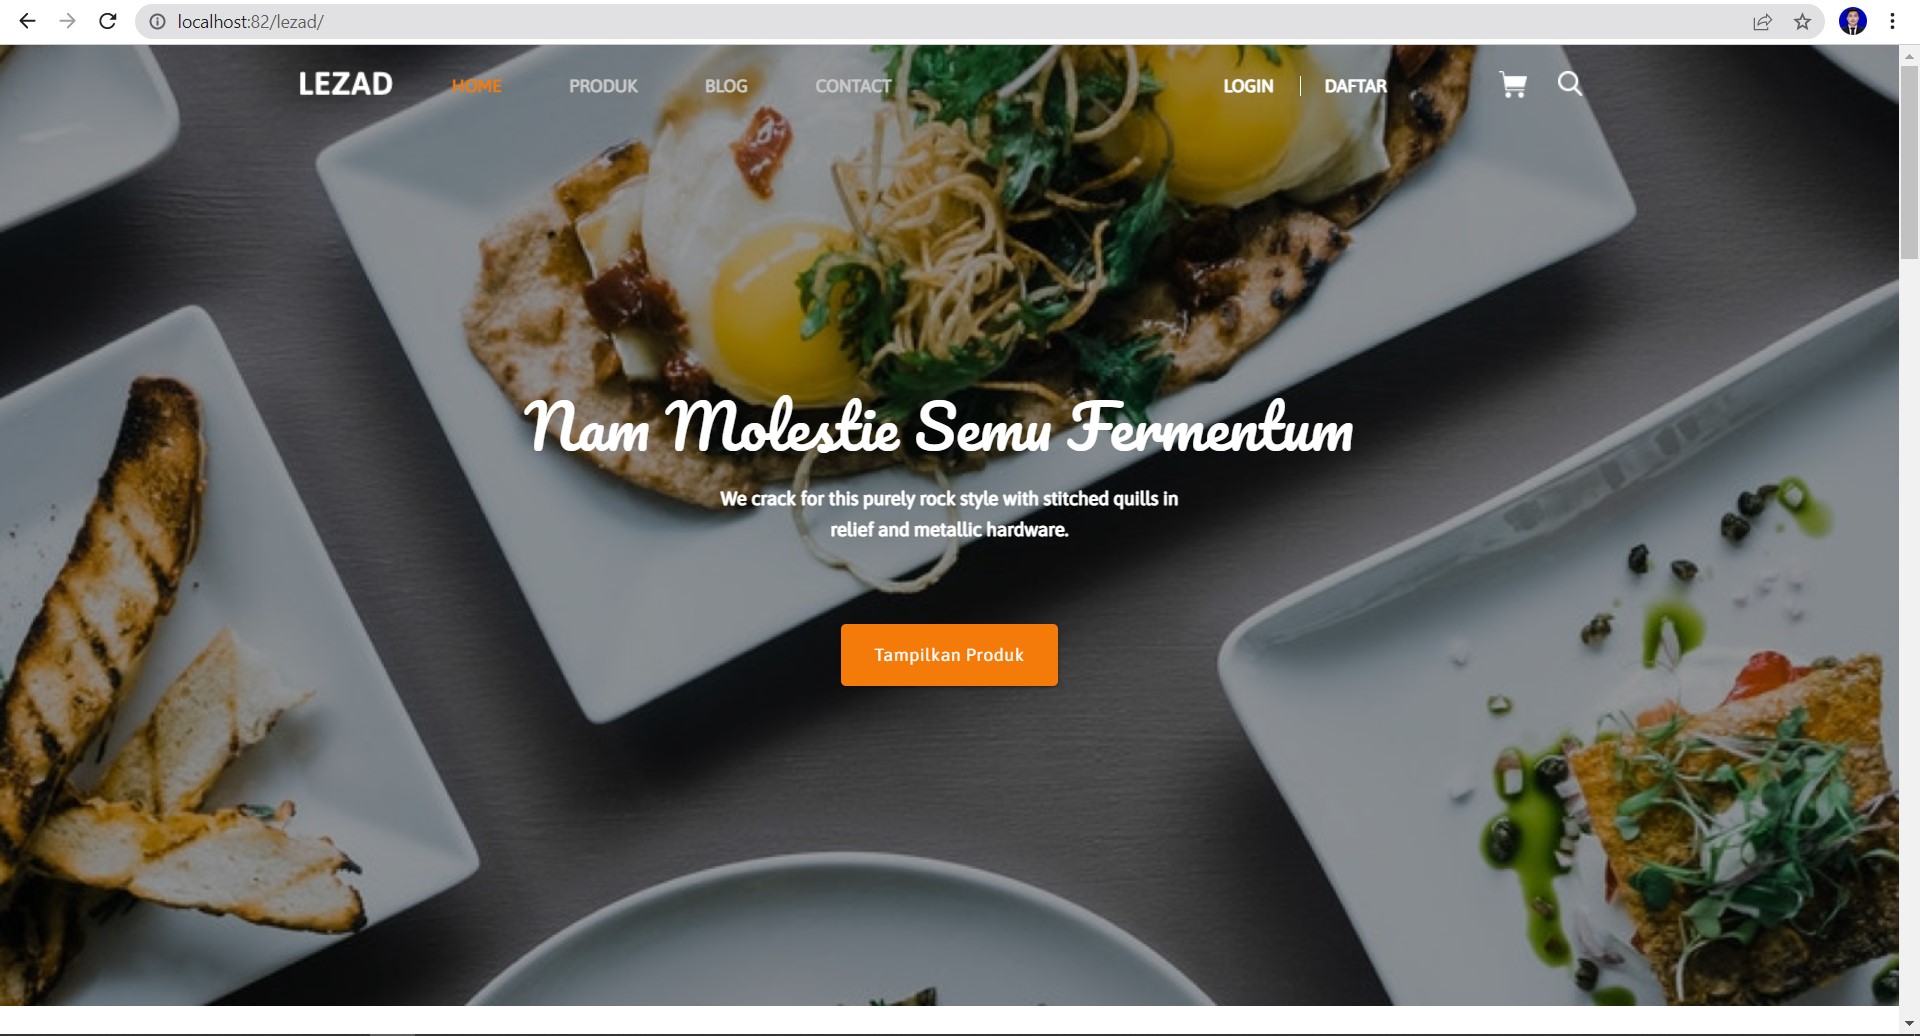 localhost:82/lezad/
LEZAD HOME PRODUK BLOG CONTACT LOGIN DAFTAR
Nam Molestie Semu Fermentum
We crack for this purely rock style with stitched quills in
relief and metallic hardware.
Tampilkan Produk